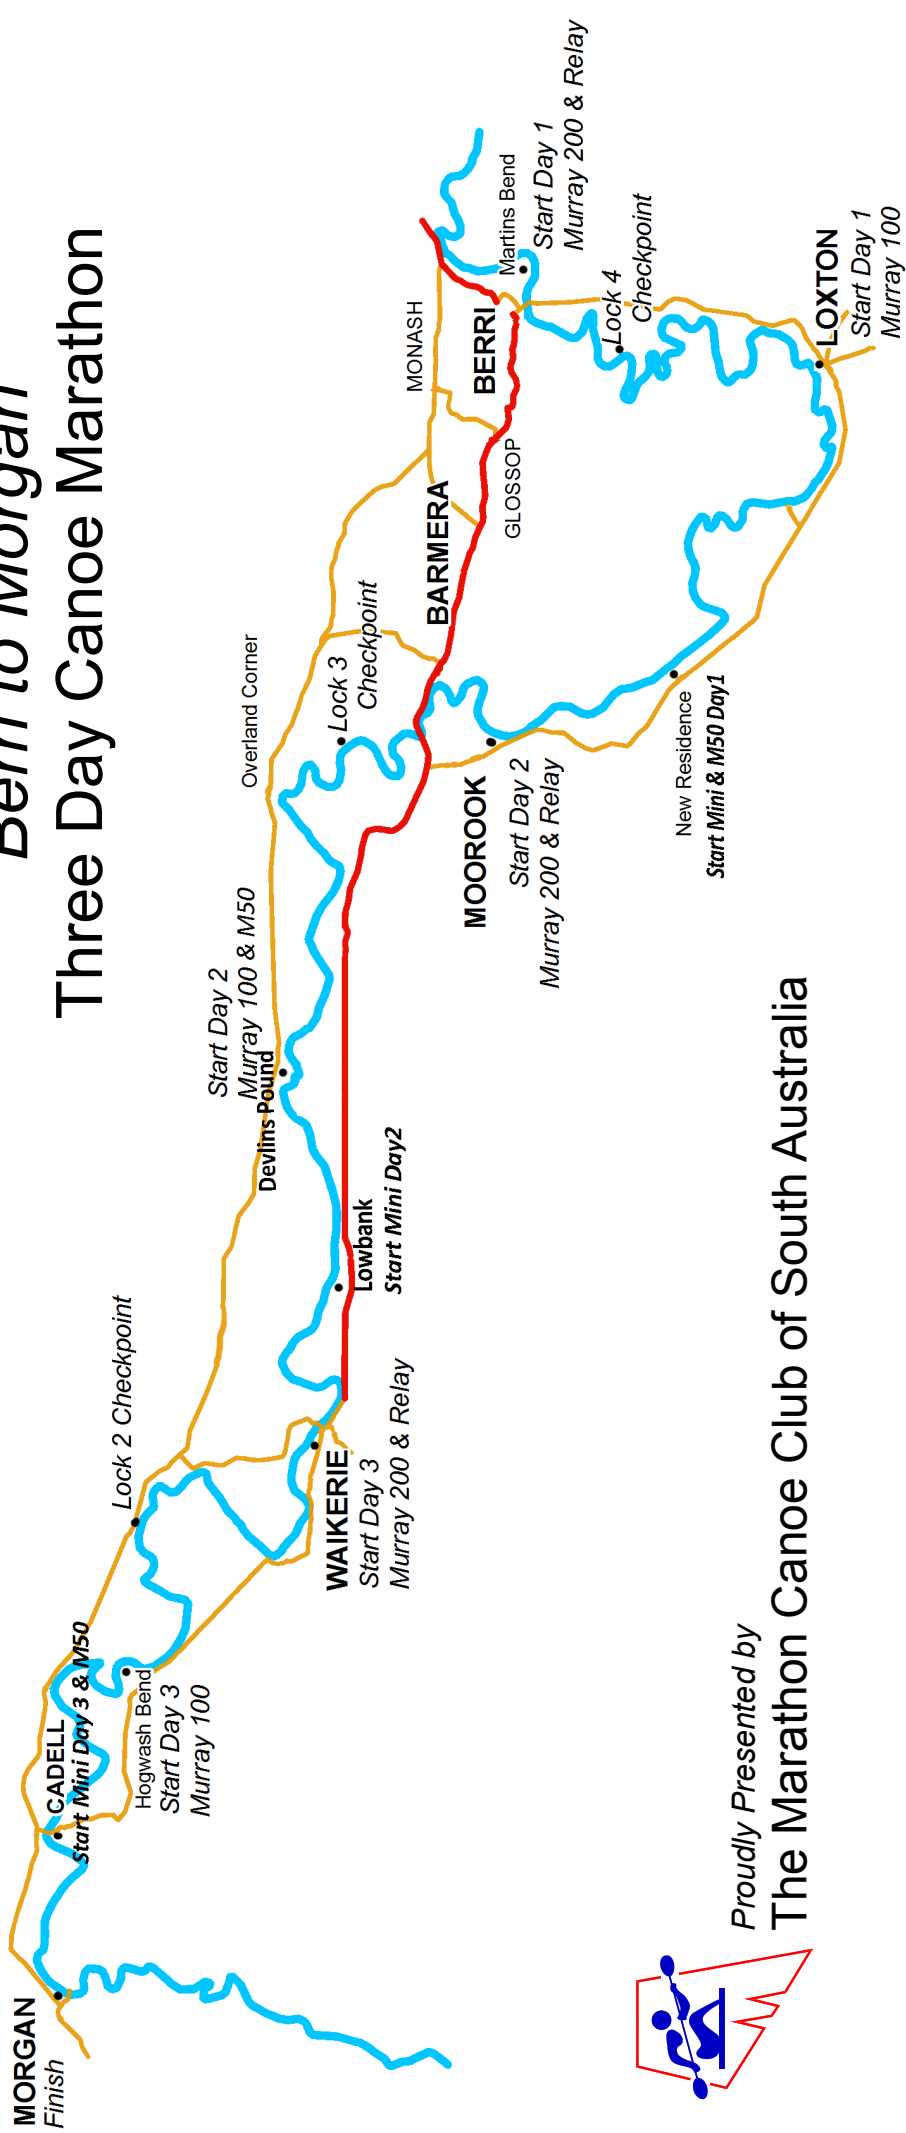 Berri to Morgan
Three Day Canoe Marathon
MORGAN
Finish
CADELL
Start Mini Day 3 & M50
Hogwash Bend
Start Day 3
Murray 100
Lock 2 Checkpoint
WAIKERIE
Start Day 3
Murray 200 & Relay
Lowbank
Start Mini Day2
Start Day 2
Murray 100 & M50
Devlins Pound
Overland Corner
Lock 3
Checkpoint
BARMERA
MONASH
BERRI
GLOSSOP
Martins Bend
Start Day 1
Murray 200 & Relay
Lock 4
Checkpoint
LOXTON
Start Day 1
Murray 100
New Residence
Start Mini & M50 Day1
MOOROOK
Start Day 2
Murray 200 & Relay
Proudly Presented by
The Marathon Canoe Club of South Australia